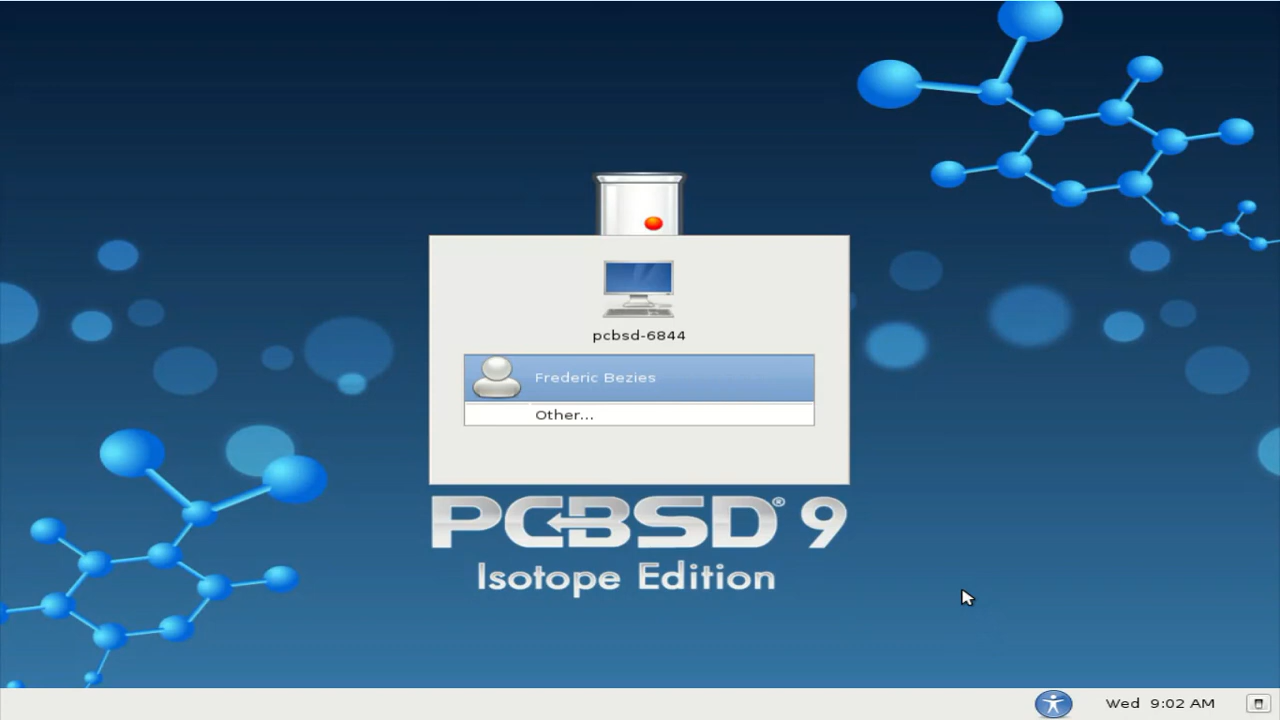 pcbsd-6844
Frederic Bezies
Other...
PCBSD® 9
Isotope Edition
Wed 9:02 AM